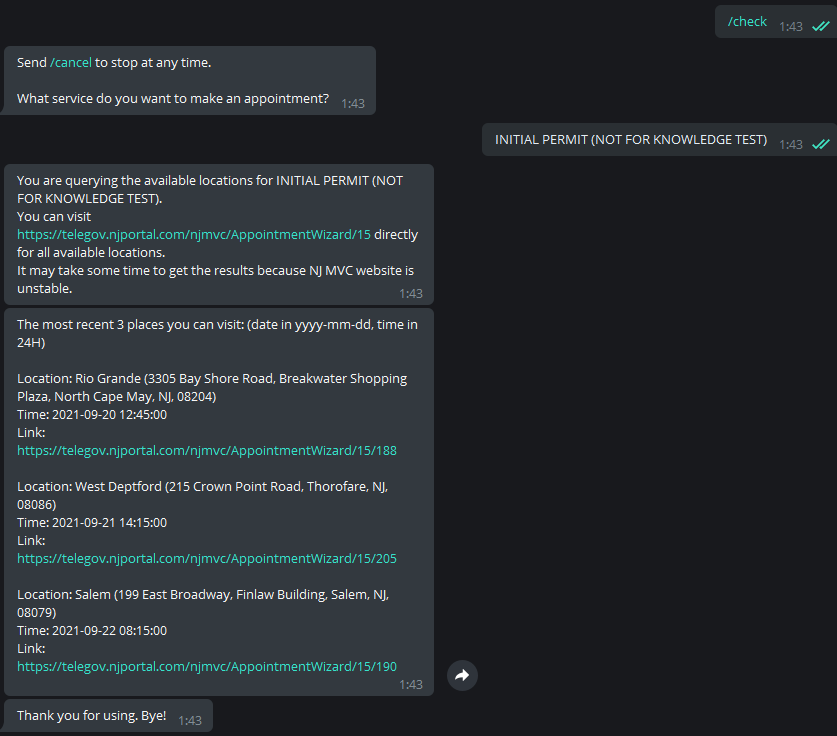 /check 1:43
Send /cancel to stop at any time.
What service do you want to make an appointment? 1:43
INITIAL PERMIT (NOT FOR KNOWLEDGE TEST) 1:43
You are querying the available locations for INITIAL PERMIT (NOT
FOR KNOWLEDGE TEST).
You can visit
https://telegov.njportal.com/njmvc/AppointmentWizard/15 directly
for all available locations.
It may take some time to get the results because NJ MVC website is
unstable. 1:43
The most recent 3 places you can visit: (date in yyyy-mm-dd, time in
24H)
Location: Rio Grande (3305 Bay Shore Road, Breakwater Shopping
Plaza, North Cape May, NJ, 08204)
Time: 2021-09-20 12:45:00
Link:
https://telegov.njportal.com/njmvc/AppointmentWizard/15/188
Location: West Deptford (215 Crown Point Road, Thorofare, NJ,
08086)
Time: 2021-09-21 14:15:00
Link:
https://telegov.njportal.com/njmvc/AppointmentWizard/15/205
Location: Salem (199 East Broadway, Finlaw Building, Salem, NJ,
08079)
Time: 2021-09-22 08:15:00
Link:
https://telegov.njportal.com/njmvc/AppointmentWizard/15/190
1:43
Thank you for using. Bye! 1:43